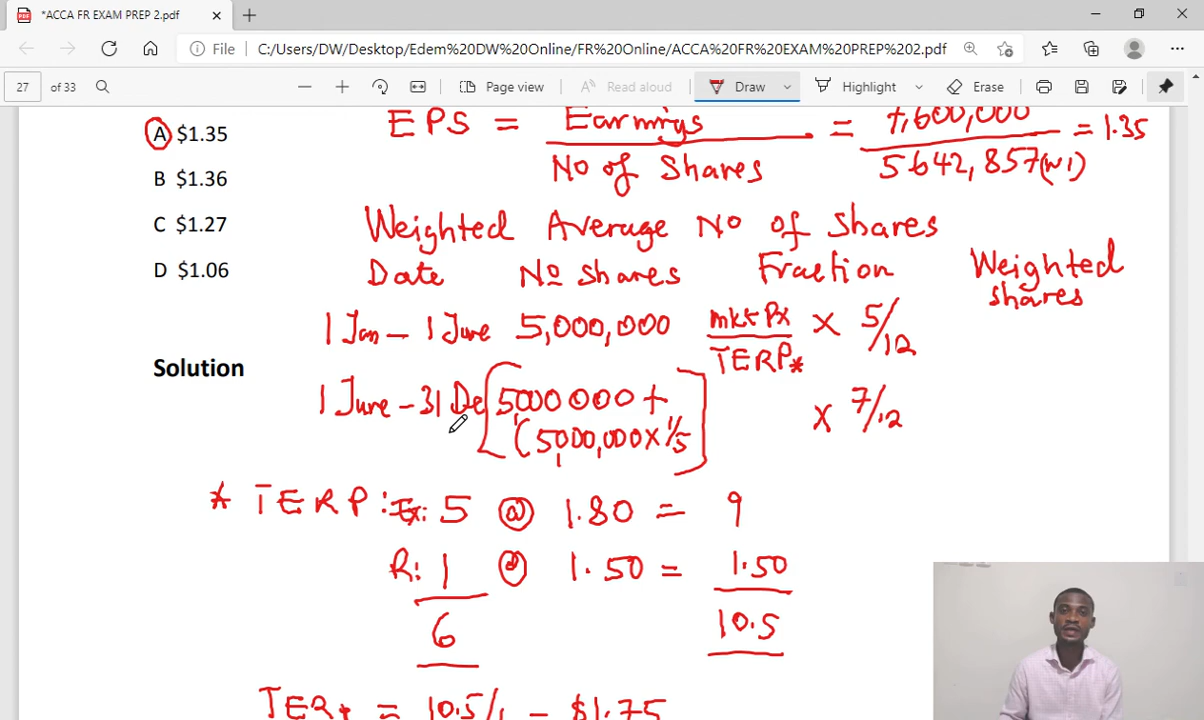 *ACCA FR EXAM PREP 2.pdf
File C:/Users/DW/Desktop/Edem%20DW%20Online/FR%20Online/ACCA%20FR%20EXAM%20PREP%202.pdf
27 of 33 Page view Read aloud Draw Highlight Erase
A $1.35
EPS = Earnings / No of Shares = 7,600,000 / 5642,857(W1) = 1.35
B $1.36
C $1.27
Weighted Average No of Shares
D $1.06
Date No Shares Fraction Weighted shares
1 Jan – 1 June 5,000,000 mkt Px / TERP* x 5/12
Solution
1 June – 31 De [5000000 + (5000,000 x 1/5] x 7/12
* TERP: Ex: 5 @ 1.80 = 9
R: 1 @ 1.50 = 1.50
6 10.5
= 10.5/ = $1.75